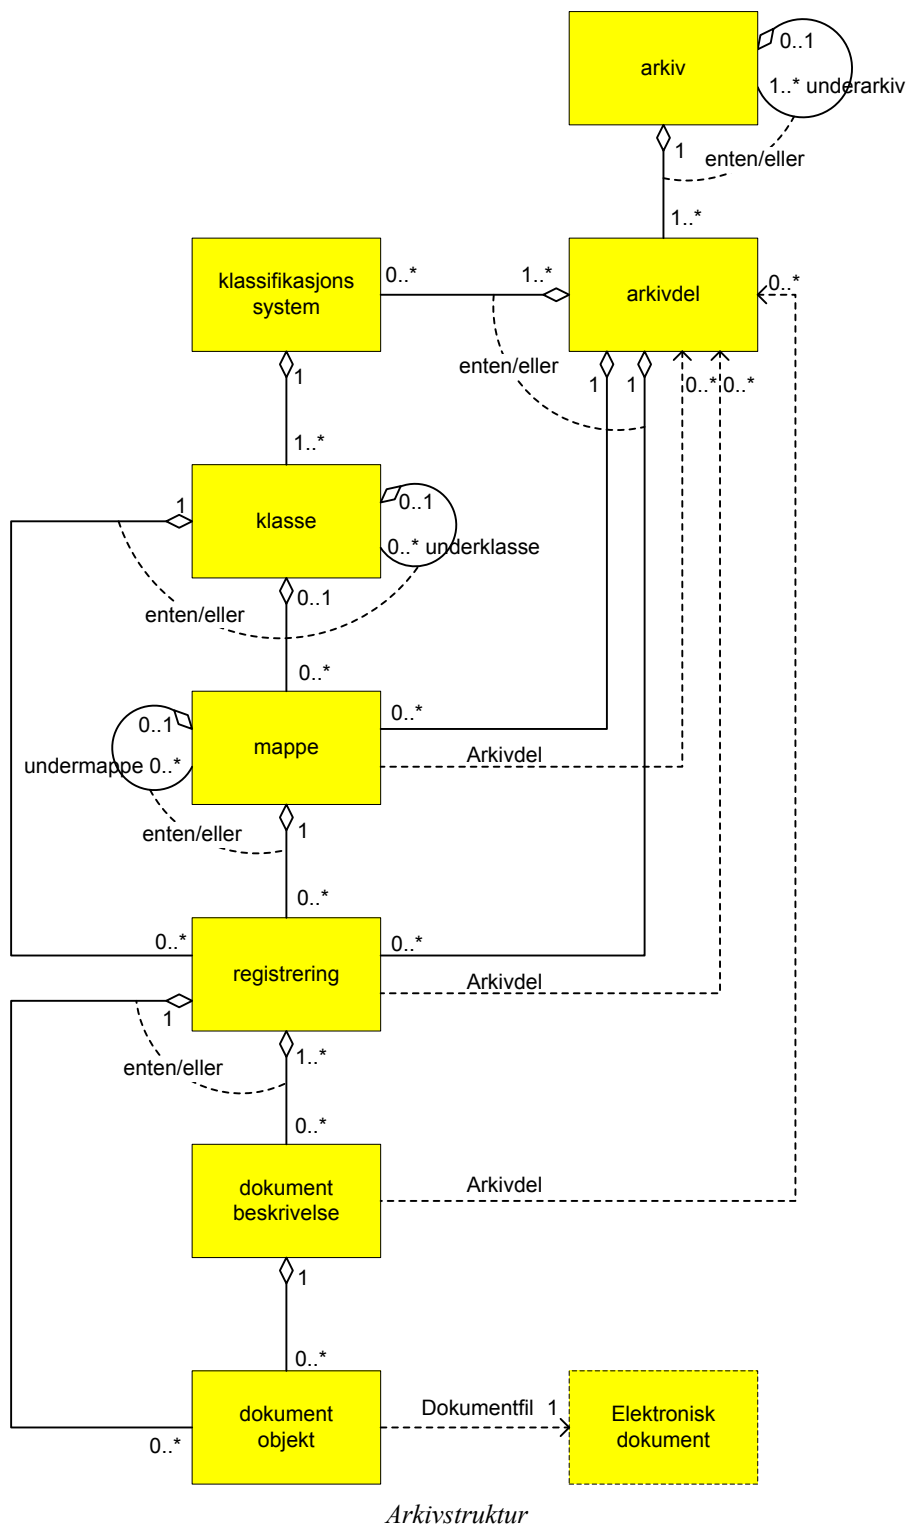 arkiv
0..1
1..* underarkiv
1
enten/eller
1..*
klassifikasjons
system
0..*
1..*
arkivdel
0..*
enten/eller
1
1
1
0..*
0..*
1..*
1
klasse
0..1
0..* underklasse
0..1
enten/eller
0..*
0..1
0..*
mappe
undermappe 0..*
Arkivdel
enten/eller
1
0..*
0..*
0..*
registrering
Arkivdel
1
1..*
enten/eller
0..*
dokument
beskrivelse
Arkivdel
1
0..*
dokument
objekt
Dokumentfil 1
Elektronisk
dokument
0..*
Arkivstruktur